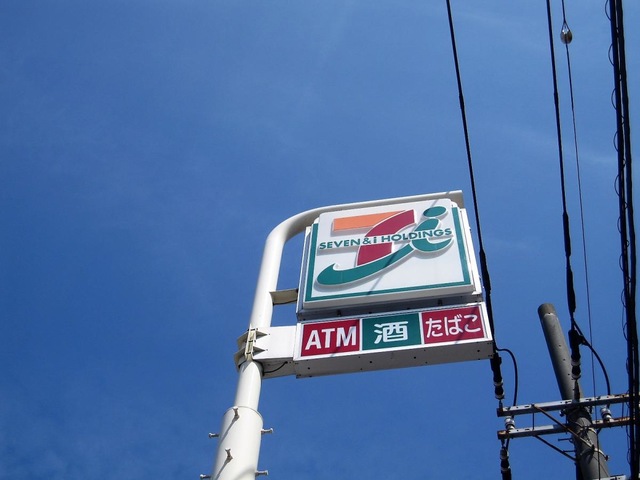 SEVEN & i HOLDINGS
ATM 酒 たばこ